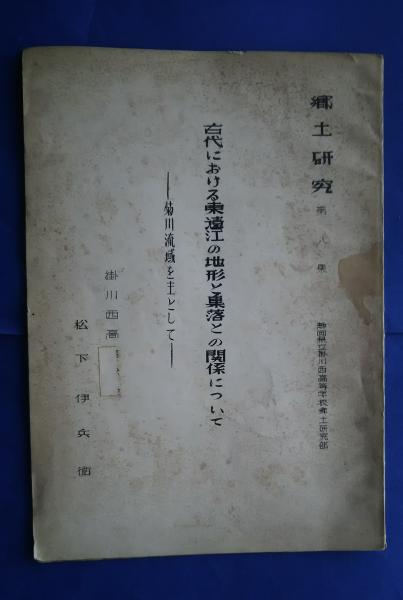 郷土研究 第八集
静岡県立掛川西高等学校郷土研究部
古代における東遠江の地形と集落との関係について
――菊川流域を主として――
掛川西高
松下伊兵衛